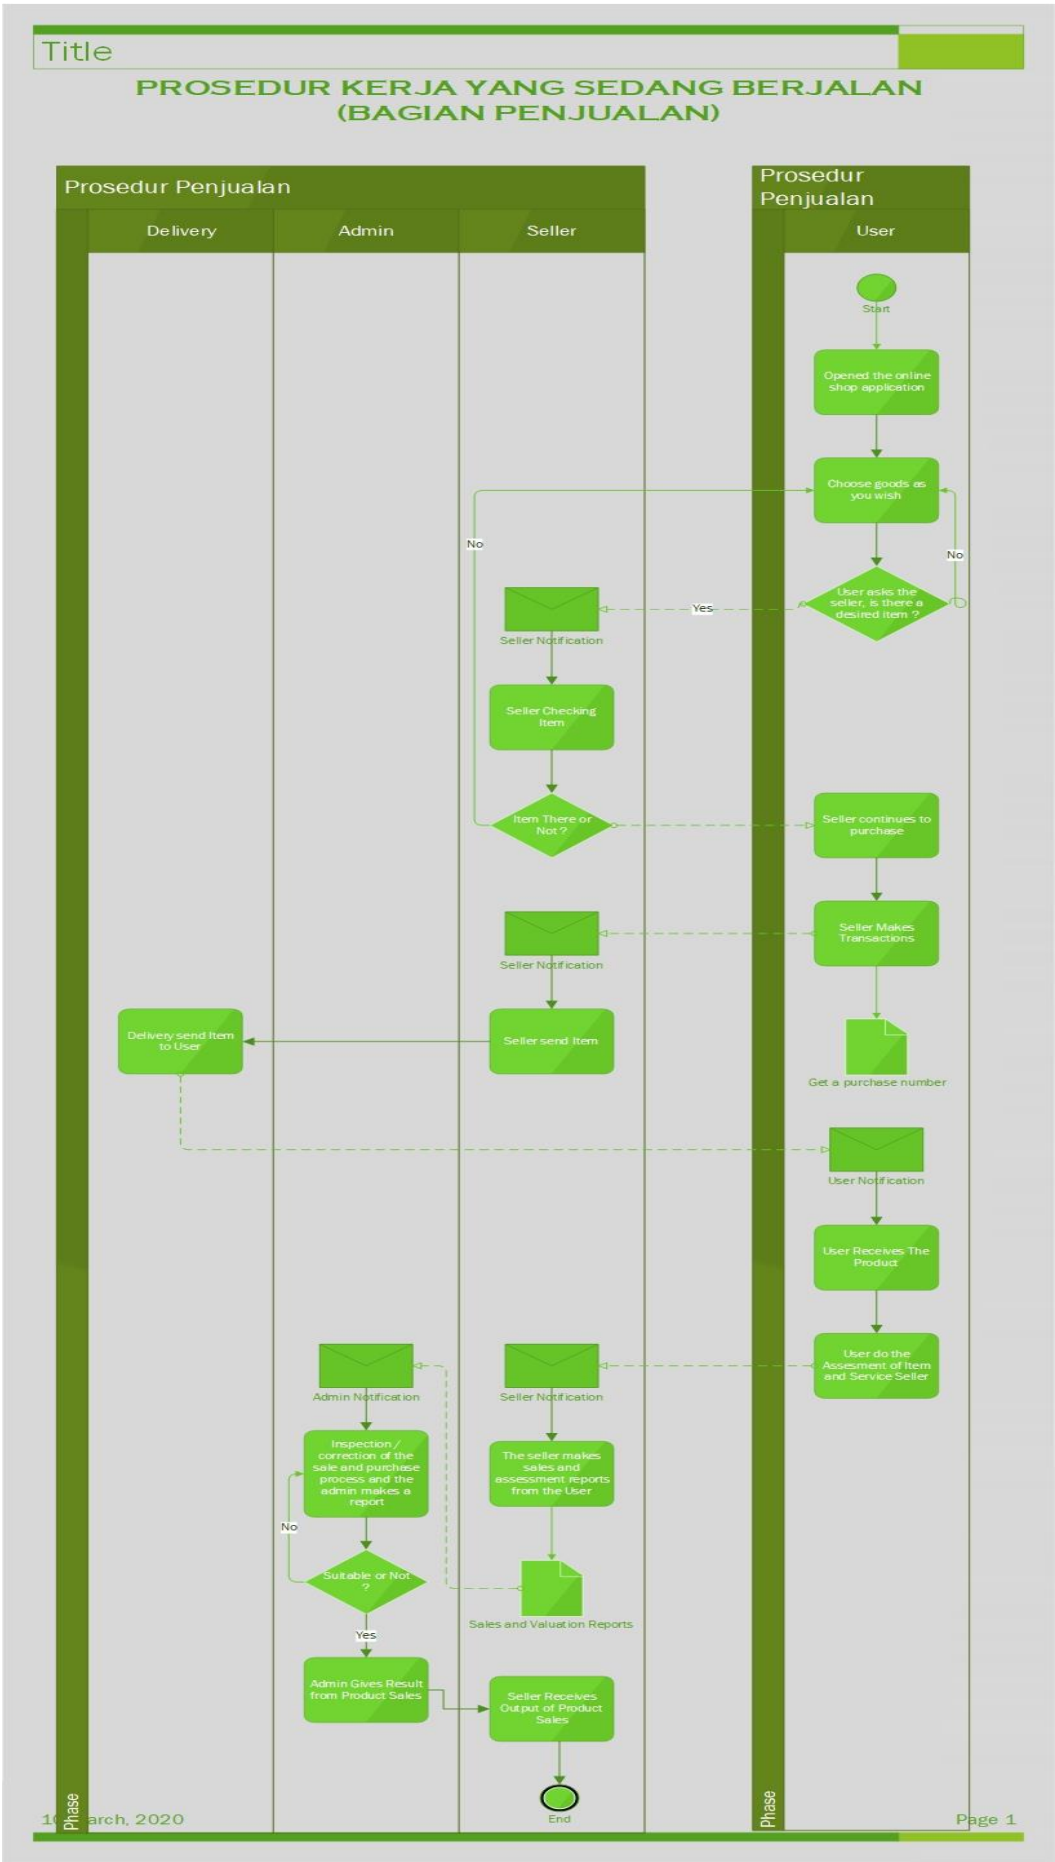 Title
PROSEDUR KERJA YANG SEDANG BERJALAN
(BAGIAN PENJUALAN)
Prosedur Penjualan
Prosedur
Penjualan
Delivery
Admin
Seller
User
Start
Opened the online
shop application
Choose goods as
you wish
No
No
User asks the
seller, is there a
desired item ?
Yes
Seller Notification
Seller Checking
Item
Item There or
Not ?
Seller continues to
purchase
Seller Makes
Transactions
Seller Notification
Delivery send Item
to User
Seller send Item
Get a purchase number
User Notification
User Receives The
Product
User do the
Assesment of Item
and Service Seller
Admin Notification
Seller Notification
Inspection /
correction of the
sale and purchase
process and the
admin makes a
report
The seller makes
sales and
assessment reports
from the User
No
Suitable or Not
?
Sales and Valuation Reports
Yes
Admin Gives Result
from Product Sales
Seller Receives
Output of Product
Sales
End
Phase
Phase
arch, 2020
Page 1